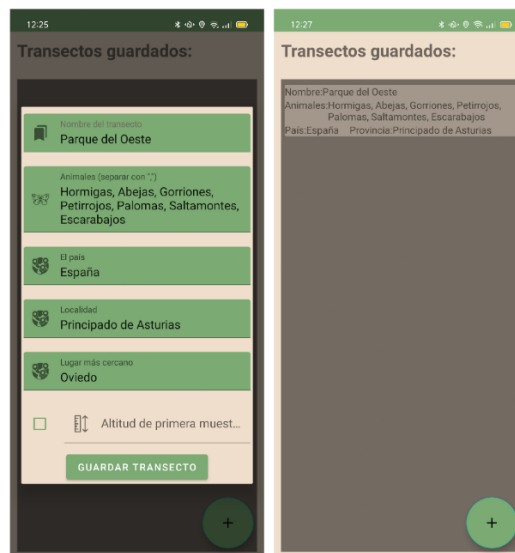 12:25
Transectos guardados:
Nombre del transecto
Parque del Oeste
Animales (separar con ",")
Hormigas, Abejas, Gorriones,
Petirrojos, Palomas, Saltamontes,
Escarabajos
El país
España
Localidad
Principado de Asturias
Lugar más cercano
Oviedo
Altitud de primera muest...
GUARDAR TRANSECTO
+
12:27
Transectos guardados:
Nombre:Parque del Oeste
Animales:Hormigas, Abejas, Gorriones, Petirrojos,
Palomas, Saltamontes, Escarabajos
País:España Provincia:Principado de Asturias
+